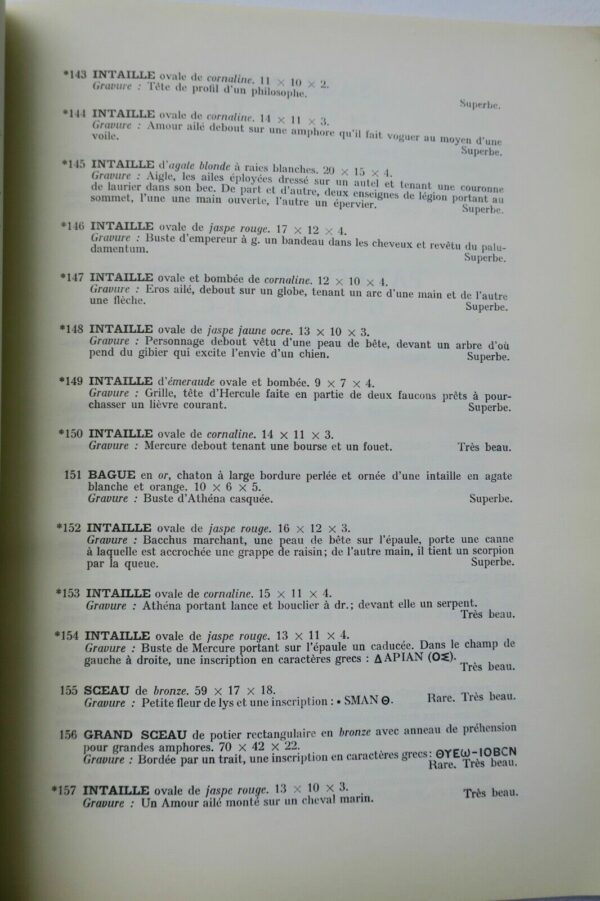 *143 INTAILLE ovale de cornaline. 11 × 10 × 2.
Gravure : Tête de profil d'un philosophe.
Superbe.
*144 INTAILLE ovale de cornaline. 14 × 11 × 3.
Gravure : Amour ailé debout sur une amphore qu'il fait voguer au moyen d'une
voile.
Superbe.
*145 INTAILLE d'agate blonde à raies blanches. 20 × 15 × 4.
Gravure : Aigle, les ailes éployées dressé sur un autel et tenant une couronne
de laurier dans son bec. De part et d'autre, deux enseignes de légion portant au
sommet, l'une une main ouverte, l'autre un épervier. Superbe.
*146 INTAILLE ovale de jaspe rouge. 17 × 12 × 4.
Gravure : Buste d'empereur à g. un bandeau dans les cheveux et revêtu du palu-
damentum. Superbe.
*147 INTAILLE ovale et bombée de cornaline. 12 × 10 × 4.
Gravure : Eros ailé, debout sur un globe, tenant un arc d'une main et de l'autre
une flèche. Superbe.
*148 INTAILLE ovale de jaspe jaune ocre. 13 × 10 × 3.
Gravure : Personnage debout vêtu d'une peau de bête, devant un arbre d'où
pend du gibier qui excite l'envie d'un chien. Superbe.
*149 INTAILLE d'émeraude ovale et bombée. 9 × 7 × 4.
Gravure : Grille, tête d'Hercule faite en partie de deux faucons prêts à pour-
chasser un lièvre courant. Superbe.
*150 INTAILLE ovale de cornaline. 14 × 11 × 3.
Gravure : Mercure debout tenant une bourse et un fouet. Très beau.
151 BAGUE en or, chaton à large bordure perlée et ornée d'une intaille en agate
blanche et orange. 10 × 6 × 5.
Gravure : Buste d'Athéna casquée. Superbe.
*152 INTAILLE ovale de jaspe rouge. 16 × 12 × 3.
Gravure : Bacchus marchant, une peau de bête sur l'épaule, porte une canne
à laquelle est accrochée une grappe de raisin; de l'autre main, il tient un scorpion
par la queue. Superbe.
*153 INTAILLE ovale de cornaline. 15 × 11 × 4.
Gravure : Athéna portant lance et bouclier à dr.; devant elle un serpent.
Très beau.
*154 INTAILLE ovale de jaspe rouge. 13 × 11 × 4.
Gravure : Buste de Mercure portant sur l'épaule un caducée. Dans le champ de
gauche à droite, une inscription en caractères grecs : ΔAPIAN (OΣ).
Très beau.
155 SCEAU de bronze. 59 × 17 × 18.
Gravure : Petite fleur de lys et une inscription : • SMAN Θ. Rare. Très beau.
156 GRAND SCEAU de potier rectangulaire en bronze avec anneau de préhension
pour grandes amphores. 70 × 42 × 22.
Gravure : Bordée par un trait, une inscription en caractères grecs: ΘΥΕω-IOBCN
Rare. Très beau.
*157 INTAILLE ovale de jaspe rouge. 13 × 10 × 3.
Gravure : Un Amour ailé monté sur un cheval marin. Très beau.